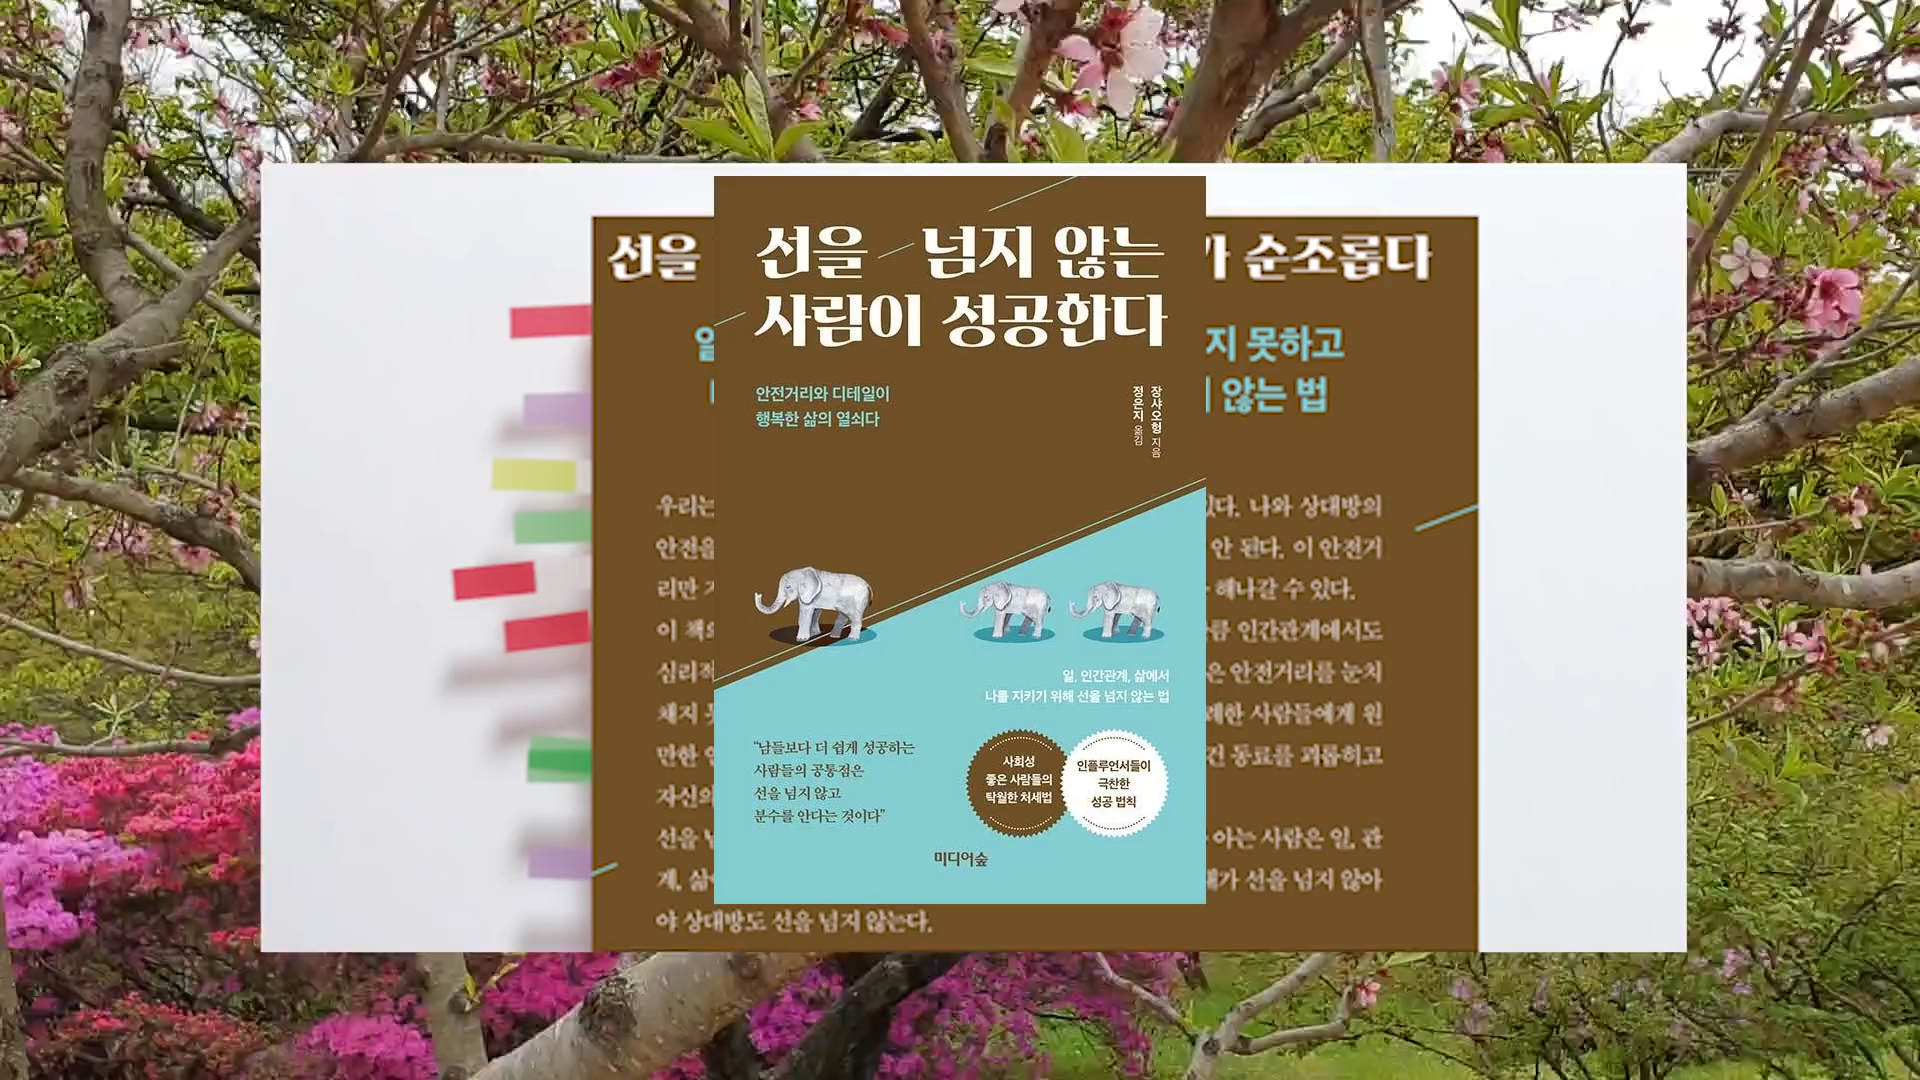 선을 넘지 않는
사람이 성공한다
안전거리와 디테일이
행복한 삶의 열쇠다
장샤오헝 지음
정은지 옮김
일, 인간관계, 삶에서
나를 지키기 위해 선을 넘지 않는 법
“남들보다 더 쉽게 성공하는
사람들의 공통점은
선을 넘지 않고
분수를 안다는 것이다”
사회성
좋은 사람들의
탁월한 처세법
인플루언서들이
극찬한
성공 법칙
미디어숲
선을
순조롭다
지 못하고
않는 법
우리는
있다. 나와 상대방의
안전을
안 된다. 이 안전거
리만
해나갈 수 있다.
이 책의
인간관계에서도
심리적
은 안전거리를 눈치
채지
례한 사람들에게 원
만한
건 동료를 괴롭히고
자신의
선을
아는 사람은 일, 관
계,
내가 선을 넘지 않아
야 상대방도 선을 넘지 않는다.